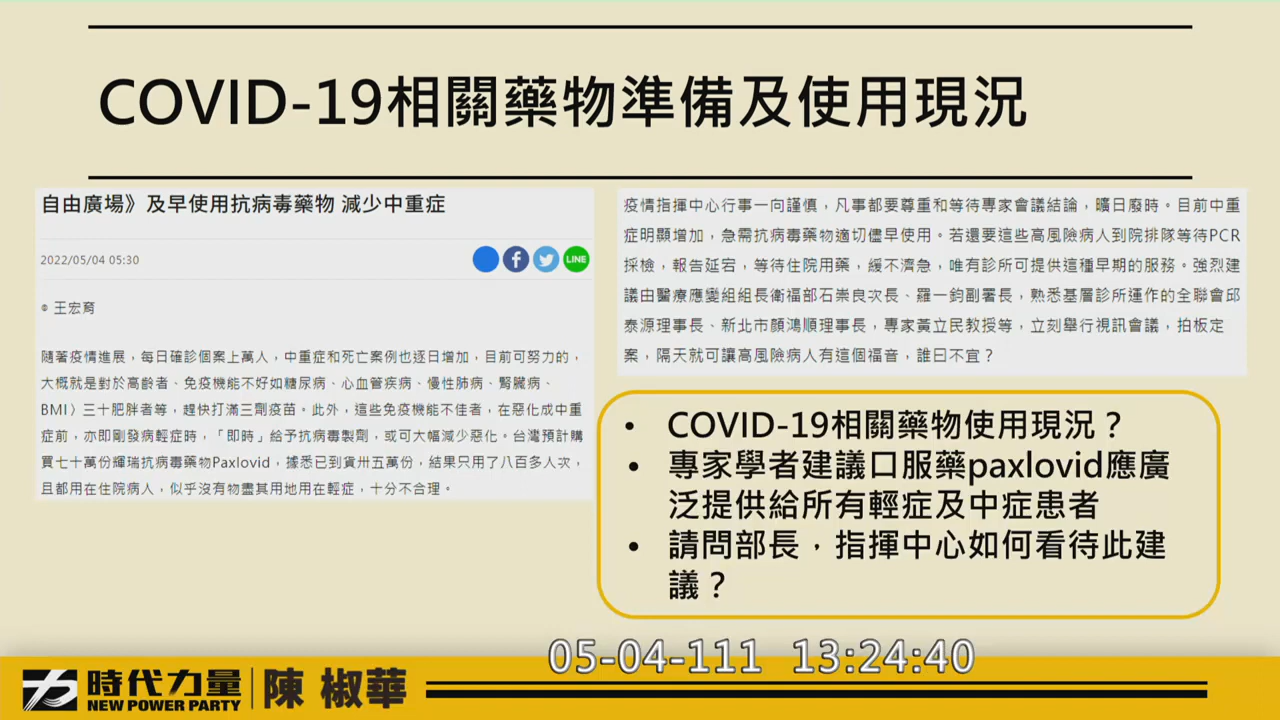 COVID-19相關藥物準備及使用現況
自由廣場》及早使用抗病毒藥物 減少中重症
2022/05/04 05:30
LINE
王宏育
隨著疫情進展，每日確診個案上萬人，中重症和死亡案例也逐日增加，目前可努力的，
大概就是對於高齡者、免疫機能不好如糖尿病、心血管疾病、慢性肺病、腎臟病、
BMI〉三十肥胖者等，趕快打滿三劑疫苗。此外，這些免疫機能不佳者，在惡化成中重
症前，亦即剛發病輕症時，「即時」給予抗病毒製劑，或可大幅減少惡化。台灣預計購
買七十萬份輝瑞抗病毒藥物Paxlovid，據悉已到貨卅五萬份，結果只用了八百多人次，
且都用在住院病人，似乎沒有物盡其用地用在輕症，十分不合理。
疫情指揮中心行事一向謹慎，凡事都要尊重和等待專家會議結論，曠日廢時。目前中重
症明顯增加，急需抗病毒藥物適切儘早使用。若還要這些高風險病人到院排隊等待PCR
採檢，報告延宕，等待住院用藥，緩不濟急，唯有診所可提供這種早期的服務。強烈建
議由醫療應變組組長衛福部石崇良次長、羅一鈞副署長，熟悉基層診所運作的全聯會邱
泰源理事長、新北市顏鴻順理事長，專家黃立民教授等，立刻舉行視訊會議，拍板定
案，隔天就可讓高風險病人有這個福音，誰曰不宜？
• COVID-19相關藥物使用現況？
• 專家學者建議口服藥paxlovid應廣
泛提供給所有輕症及中症患者
• 請問部長，指揮中心如何看待此建
議？
05-04-111 13:24:40
時代力量
NEW POWER PARTY
陳 椒華